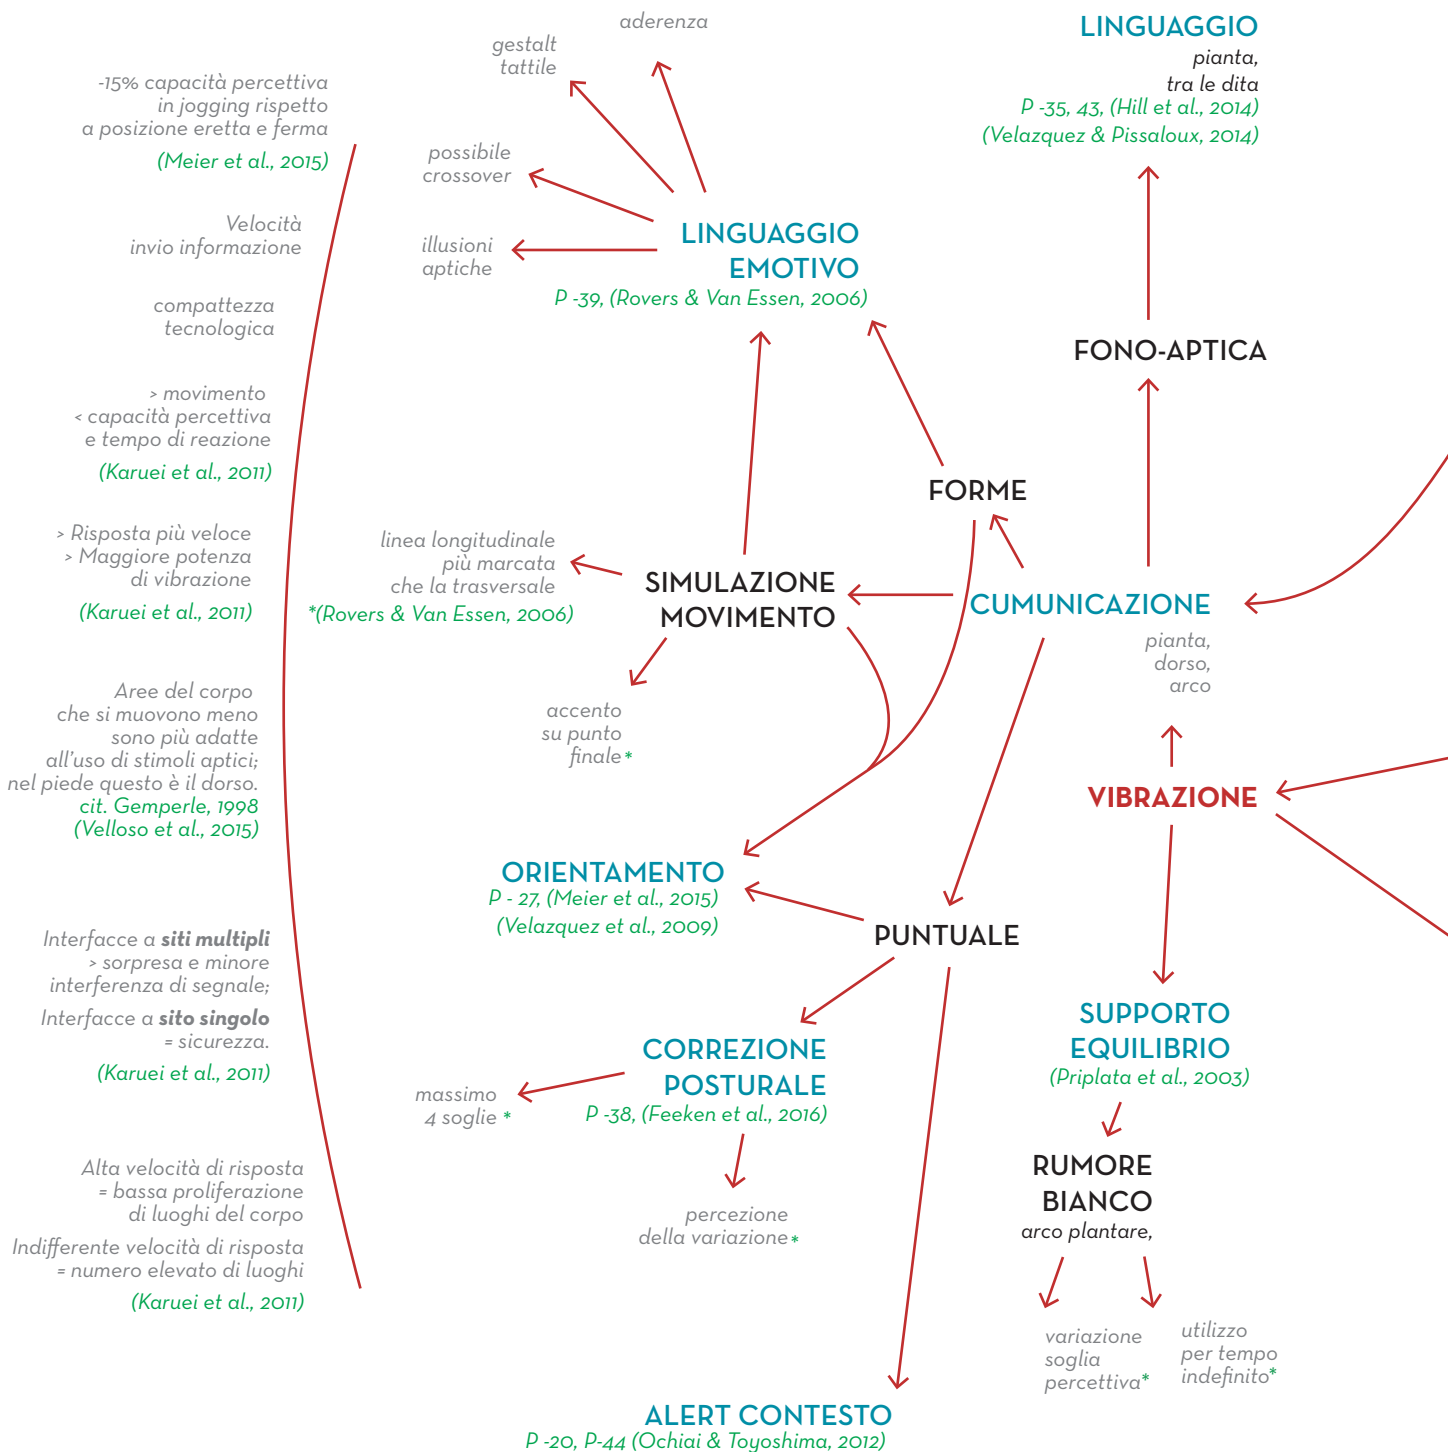 -15% capacità percettiva
in jogging rispetto
a posizione eretta e ferma
(Meier et al., 2015)
Velocità
invio informazione
compattezza
tecnologica
> movimento
< capacità percettiva
e tempo di reazione
(Karuei et al., 2011)
> Risposta più veloce
> Maggiore potenza
di vibrazione
(Karuei et al., 2011)
Aree del corpo
che si muovono meno
sono più adatte
all'uso di stimoli aptici;
nel piede questo è il dorso.
cit. Gemperle, 1998
(Velloso et al., 2015)
Interfacce a siti multipli
> sorpresa e minore
interferenza di segnale;
Interfacce a sito singolo
= sicurezza.
(Karuei et al., 2011)
Alta velocità di risposta
= bassa proliferazione
di luoghi del corpo
Indifferente velocità di risposta
= numero elevato di luoghi
(Karuei et al., 2011)
aderenza
gestalt
tattile
possibile
crossover
illusioni
aptiche
LINGUAGGIO
EMOTIVO
P -39, (Rovers & Van Essen, 2006)
LINGUAGGIO
pianta,
tra le dita
P -35, 43, (Hill et al., 2014)
(Velazquez & Pissaloux, 2014)
FONO-APTICA
FORME
linea longitudinale
più marcata
che la trasversale
*(Rovers & Van Essen, 2006)
SIMULAZIONE
MOVIMENTO
accento
su punto
finale*
CUMUNICAZIONE
pianta,
dorso,
arco
VIBRAZIONE
ORIENTAMENTO
P - 27, (Meier et al., 2015)
(Velazquez et al., 2009)
PUNTUALE
CORREZIONE
POSTURALE
P -38, (Feeken et al., 2016)
massimo
4 soglie *
percezione
della variazione*
SUPPORTO
EQUILIBRIO
(Priplata et al., 2003)
RUMORE
BIANCO
arco plantare,
variazione
soglia
percettiva*
utilizzo
per tempo
indefinito*
ALERT CONTESTO
P -20, P-44 (Ochiai & Toyoshima, 2012)